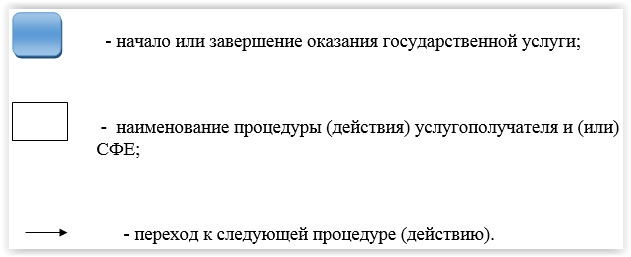 - начало или завершение оказания государственной услуги;
- наименование процедуры (действия) услугополучателя и (или)
СФЕ;
- переход к следующей процедуре (действию).